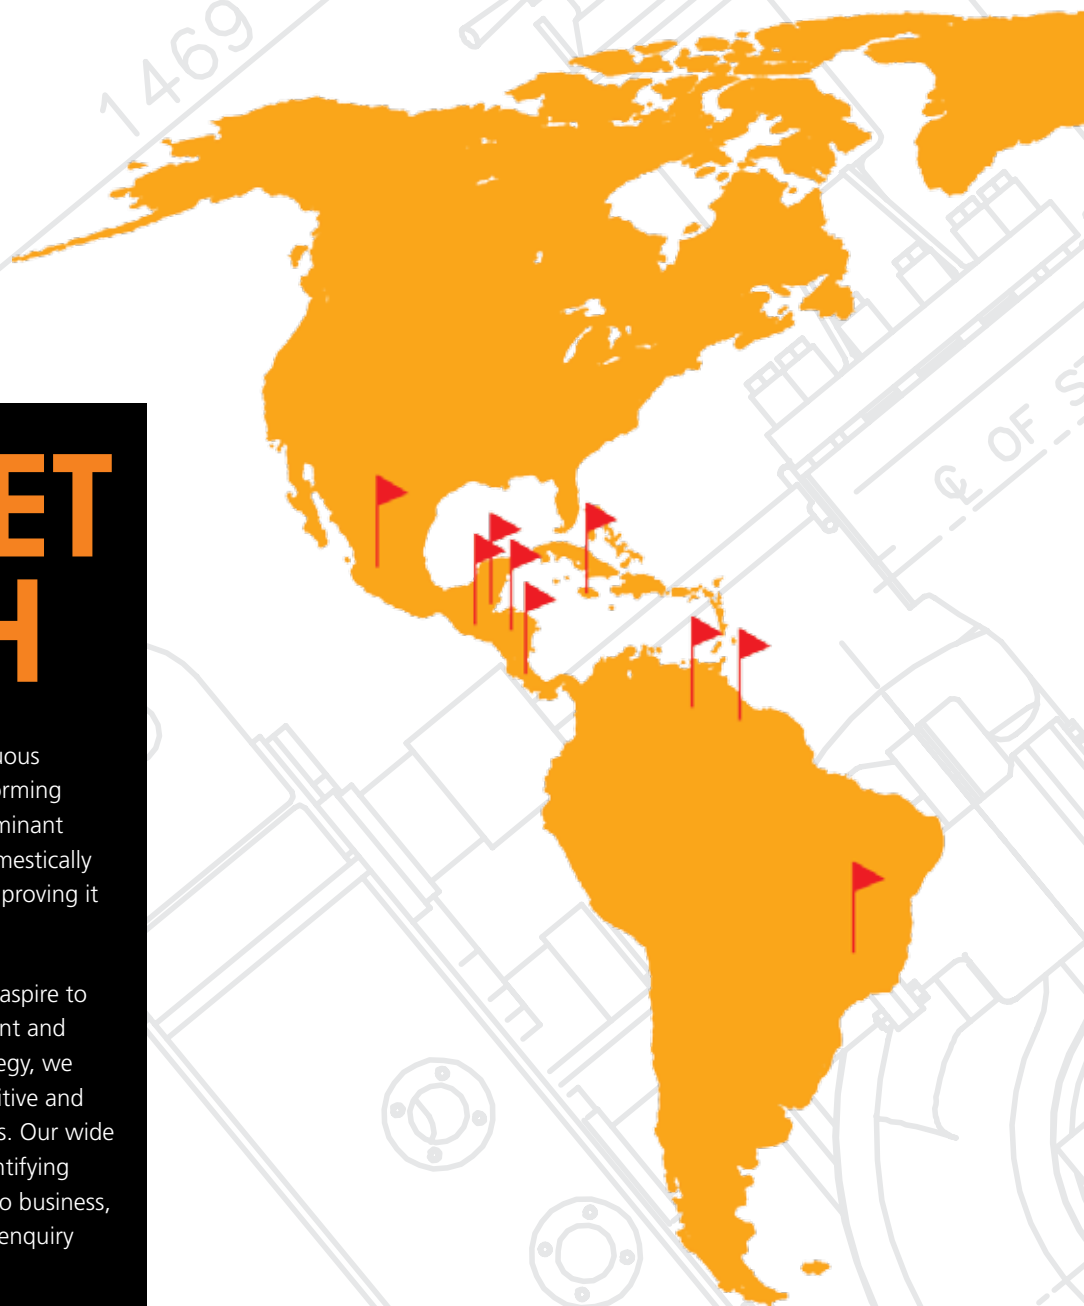 1469
℄ OF S
ET
H
uous
orming
minant
mestically
proving it
aspire to
nt and
egy, we
itive and
s. Our wide
ntifying
o business,
enquiry